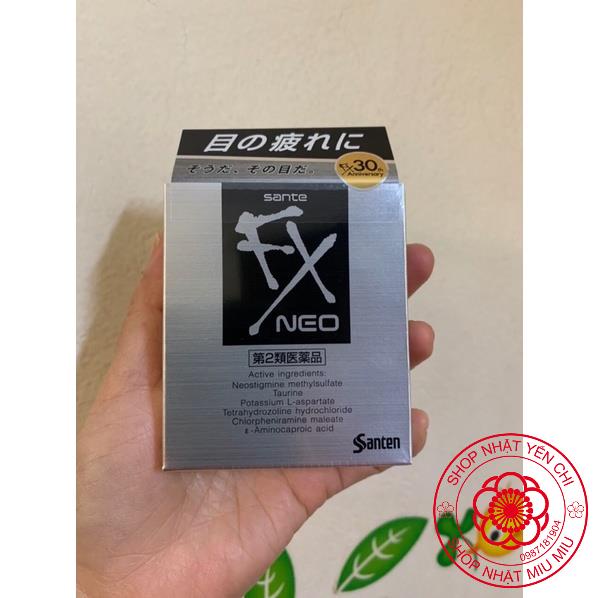 目の疲れに
そうだ、その目だ。
FX 30th
Anniversary
sante
FX
NEO
第2類医薬品
Active ingredients:
Neostigmine methylsulfate
Taurine
Potassium L-aspartate
Tetrahydrozoline hydrochloride
Chlorpheniramine maleate
ε-Aminocaproic acid
Santen
SHOP NHẬT YẾN CHI
0987181904
SHOP NHẬT MIU MIU